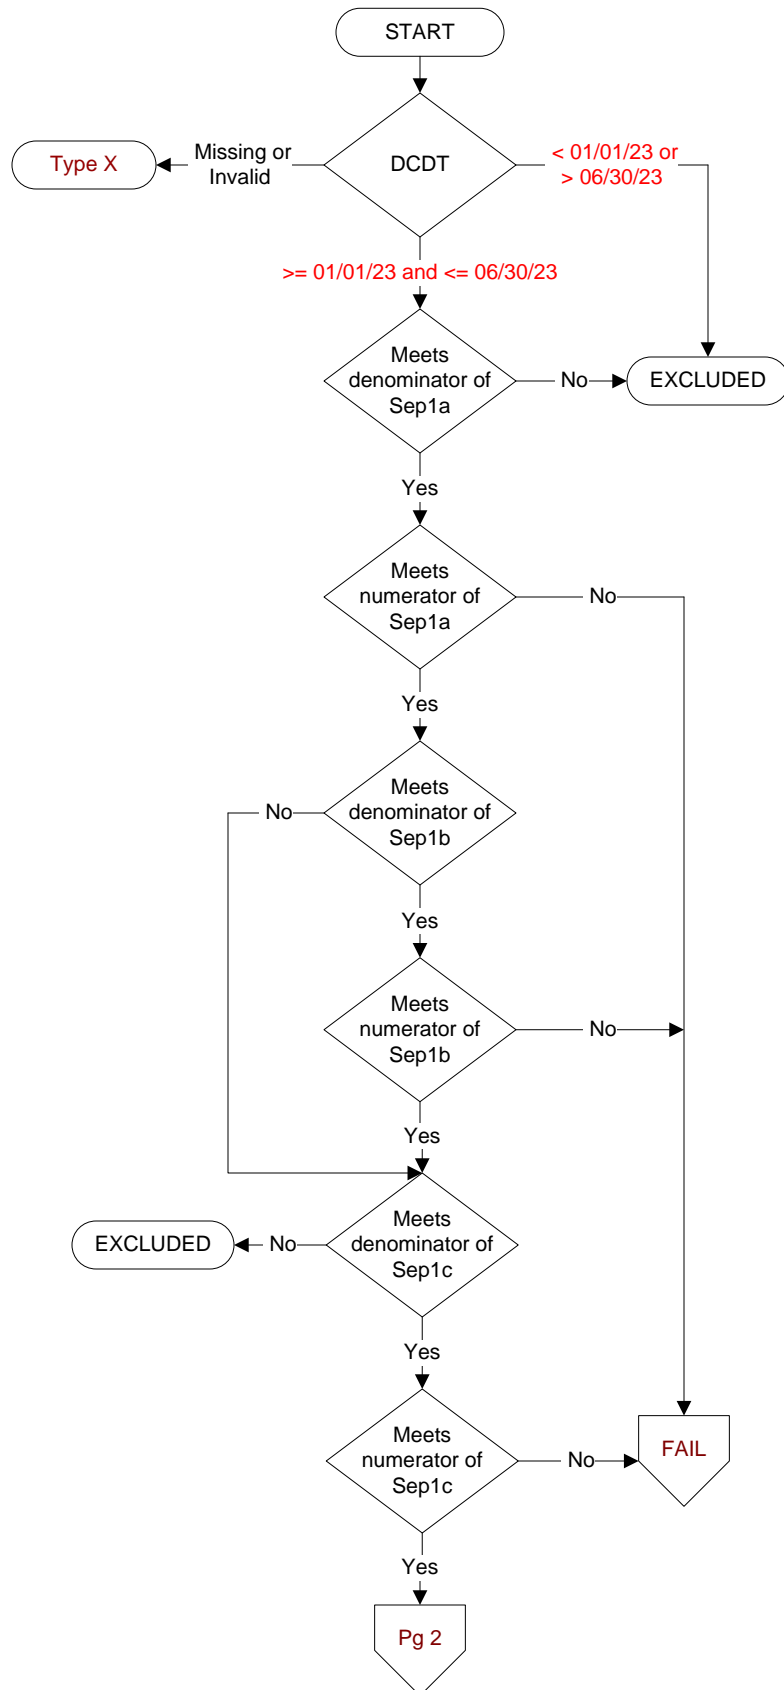 START
DCDT
Missing or
Invalid
Type X
< 01/01/23 or
> 06/30/23
>= 01/01/23 and <= 06/30/23
Meets
denominator of
Sep1a
No
EXCLUDED
Yes
Meets
numerator of
Sep1a
No
Yes
Meets
denominator of
Sep1b
No
Yes
Meets
numerator of
Sep1b
No
Yes
Meets
denominator of
Sep1c
No
EXCLUDED
Yes
Meets
numerator of
Sep1c
No
FAIL
Yes
Pg 2